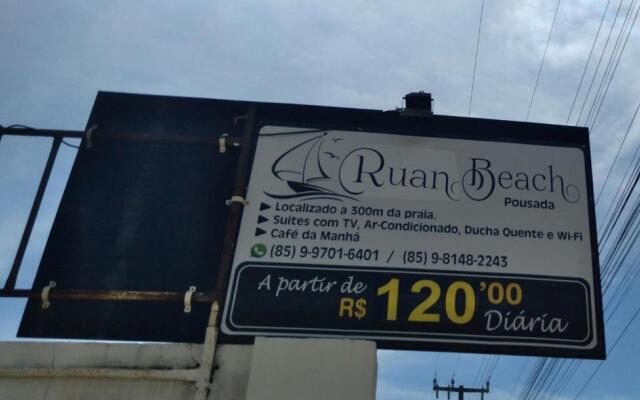 Ruan Beach
Pousada
Localizado a 300m da praia.
Suites com TV, Ar-Condicionado, Ducha Quente e Wi-Fi
Café da Manhã
(85) 9-9701-6401 / (85) 9-8148-2243
A partir de
R$ 120,00
Diária